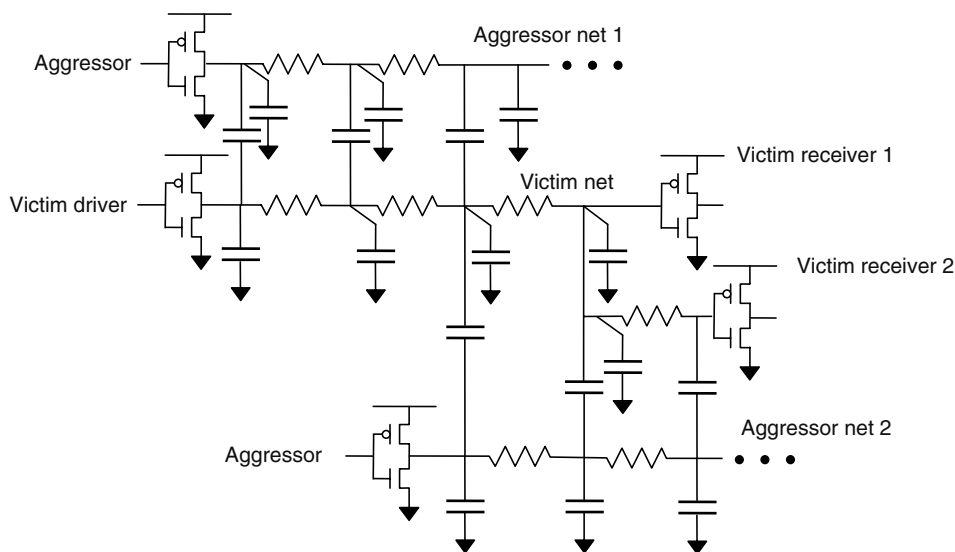 Aggressor net 1
Aggressor
Victim receiver 1
Victim net
Victim driver
Victim receiver 2
Aggressor net 2
Aggressor